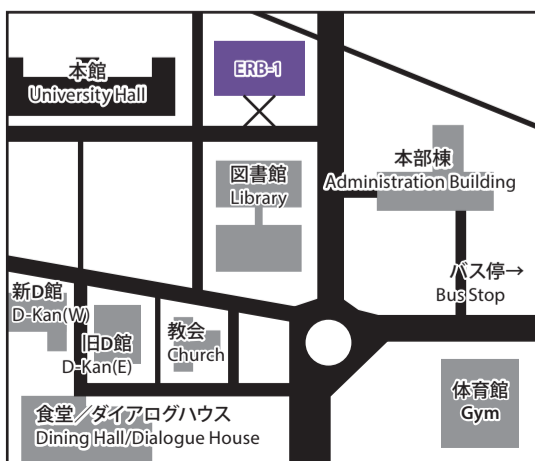 本館
University Hall
ERB-1
図書館
Library
本部棟
Administration Building
バス停→
Bus Stop
新D館
D-Kan(W)
旧D館
D-Kan(E)
教会
Church
体育館
Gym
食堂／ダイアログハウス
Dining Hall/Dialogue House